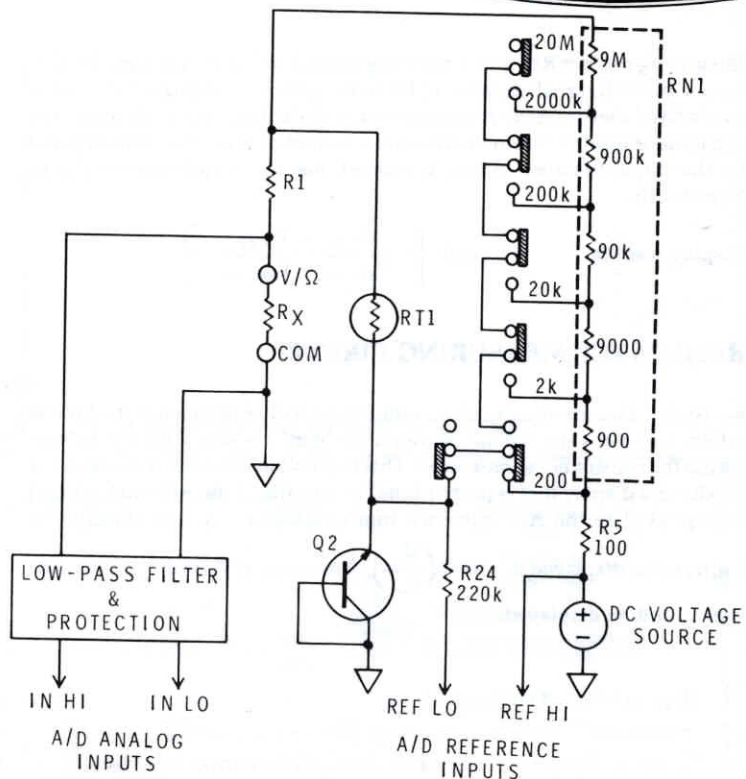 20M
9M
RN1
2000k
900k
R1
200k
90k
V/Ω
RX
RT1
20k
COM
9000
2k
900
200
R5
100
Q2
R24
220k
LOW-PASS FILTER
&
PROTECTION
+
−
DC VOLTAGE
SOURCE
IN HI
IN LO
REF LO
REF HI
A/D ANALOG
INPUTS
A/D REFERENCE
INPUTS